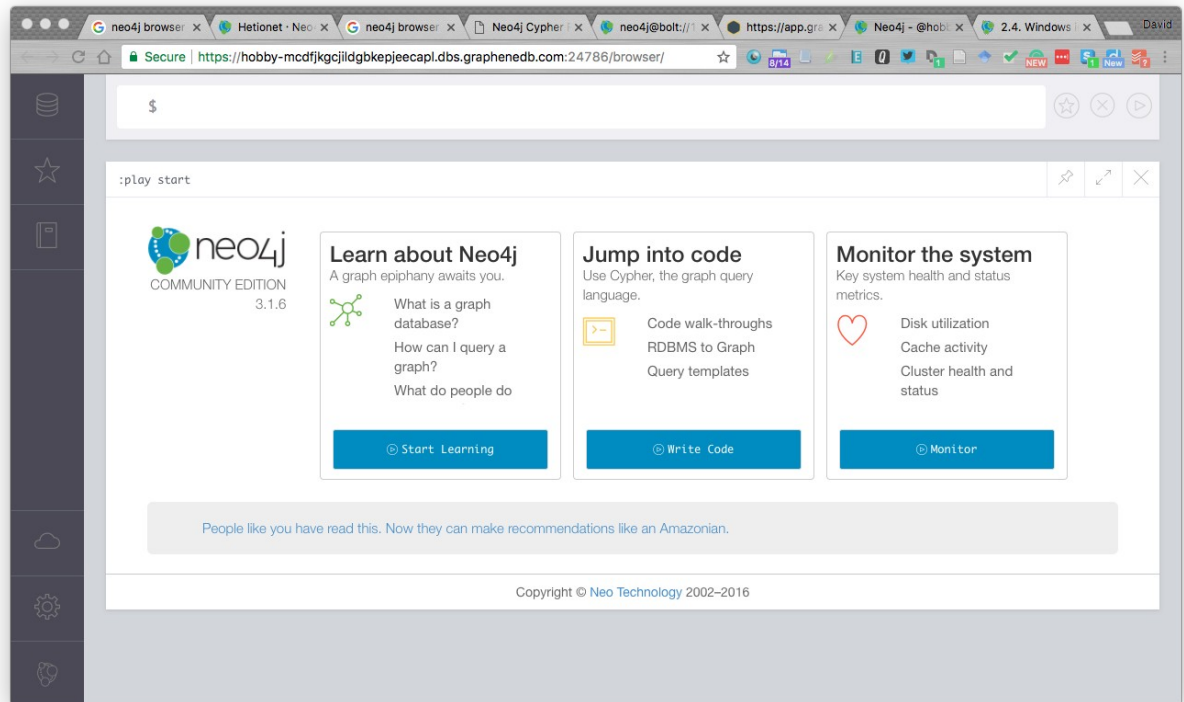 neo4j browser
Hetionet · Neo
neo4j browser
Neo4j Cypher
neo4j@bolt://1
https://app.gra
Neo4j - @hob
2.4. Windows
David
Secure | https://hobby-mcdfjkgcjildgbkepjeecapl.dbs.graphenedb.com:24786/browser/
8/14
NEW
New
$
:play start
neo4j
COMMUNITY EDITION
3.1.6
Learn about Neo4j
A graph epiphany awaits you.
What is a graph
database?
How can I query a
graph?
What do people do
Start Learning
Jump into code
Use Cypher, the graph query
language.
Code walk-throughs
RDBMS to Graph
Query templates
Write Code
Monitor the system
Key system health and status
metrics.
Disk utilization
Cache activity
Cluster health and
status
Monitor
People like you have read this. Now they can make recommendations like an Amazonian.
Copyright © Neo Technology 2002–2016